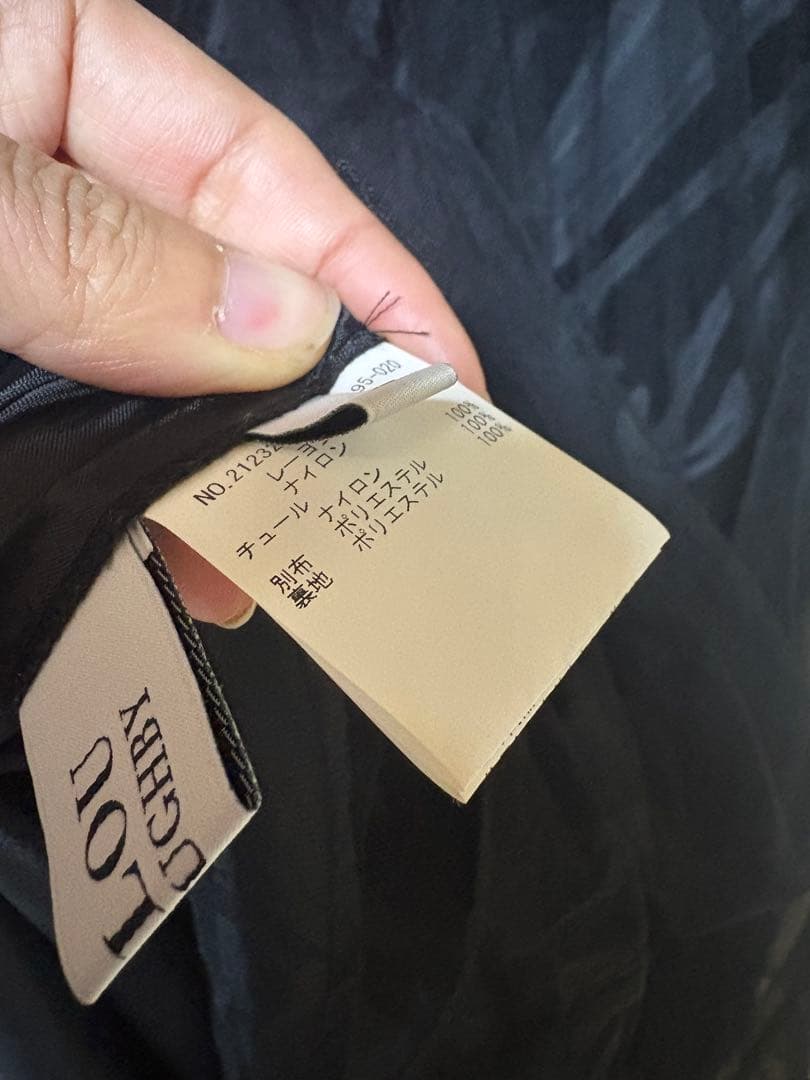 95-020
NO.2123
レーヨ
ナイロン
チュール ナイロン 100%
別布 ポリエステル 100%
裏地 ポリエステル 100%
LOU
UGHBY